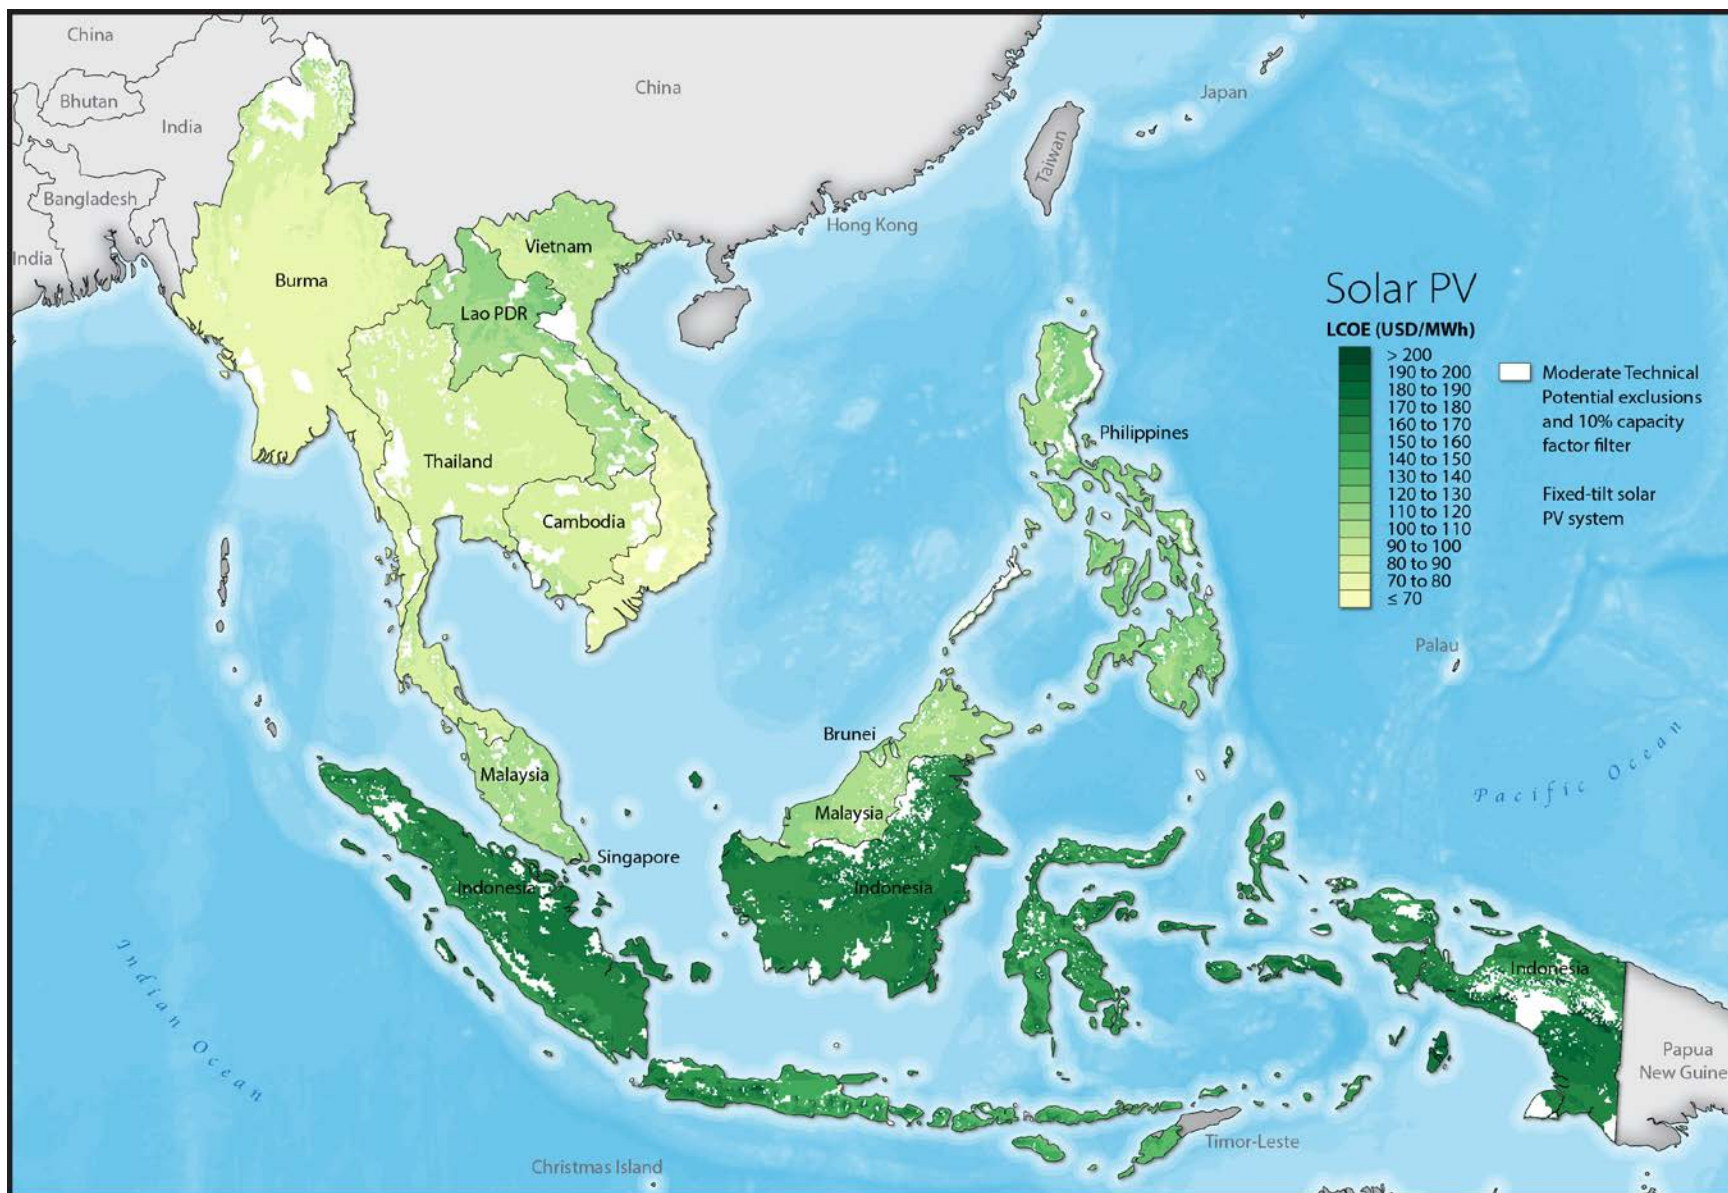 China
China
Bhutan
India
Japan
Taiwan
Bangladesh
Hong Kong
India
Vietnam
Burma
Lao PDR
Thailand
Cambodia
Philippines
Solar PV
LCOE (USD/MWh)
> 200
190 to 200
180 to 190
170 to 180
160 to 170
150 to 160
140 to 150
130 to 140
120 to 130
110 to 120
100 to 110
90 to 100
80 to 90
70 to 80
≤ 70
Moderate Technical
Potential exclusions
and 10% capacity
factor filter
Fixed-tilt solar
PV system
Palau
Brunei
Malaysia
Malaysia
Singapore
Indonesia
Indonesia
Indonesia
Pacific Ocean
Indian Ocean
Papua
New Guinea
Timor-Leste
Christmas Island